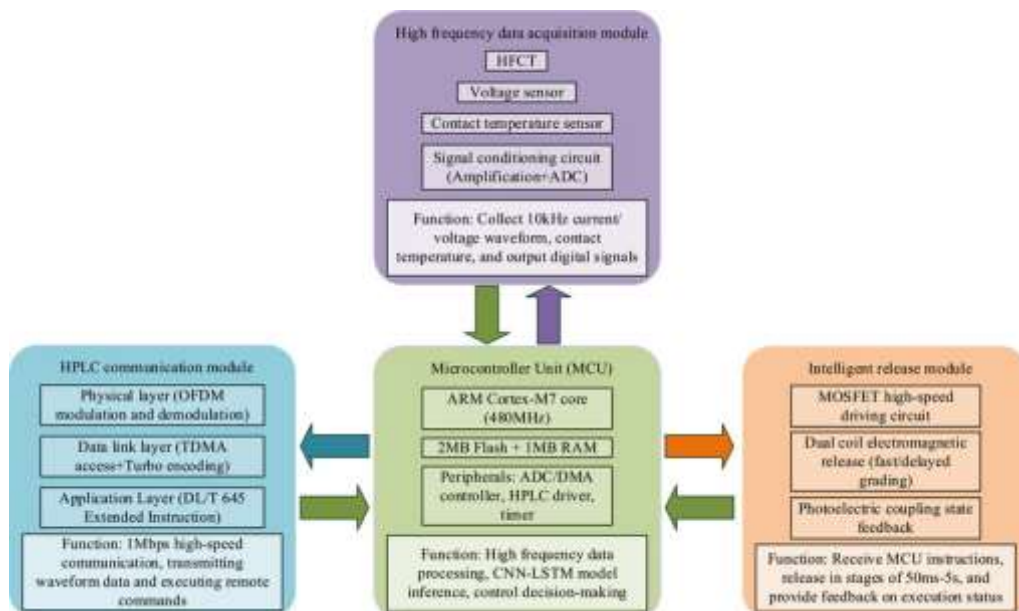 High frequency data acquisition module
HFCT
Voltage sensor
Contact temperature sensor
Signal conditioning circuit
(Amplification+ADC)
Function: Collect 10kHz current/
voltage waveform, contact
temperature, and output digital signals
HPLC communication module
Physical layer (OFDM
modulation and demodulation)
Data link layer (TDMA
access+Turbo encoding)
Application Layer (DL/T 645
Extended Instruction)
Function: 1Mbps high-speed
communication, transmitting
waveform data and executing remote
commands
Microcontroller Unit (MCU)
ARM Cortex-M7 core
(480MHz)
2MB Flash + 1MB RAM
Peripherals: ADC/DMA
controller, HPLC driver,
timer
Function: High frequency data
processing, CNN-LSTM model
inference, control decision-making
Intelligent release module
MOSFET high-speed
driving circuit
Dual coil electromagnetic
release (fast/delayed
grading)
Photoelectric coupling state
feedback
Function: Receive MCU instructions,
release in stages of 50ms-5s, and
provide feedback on execution status